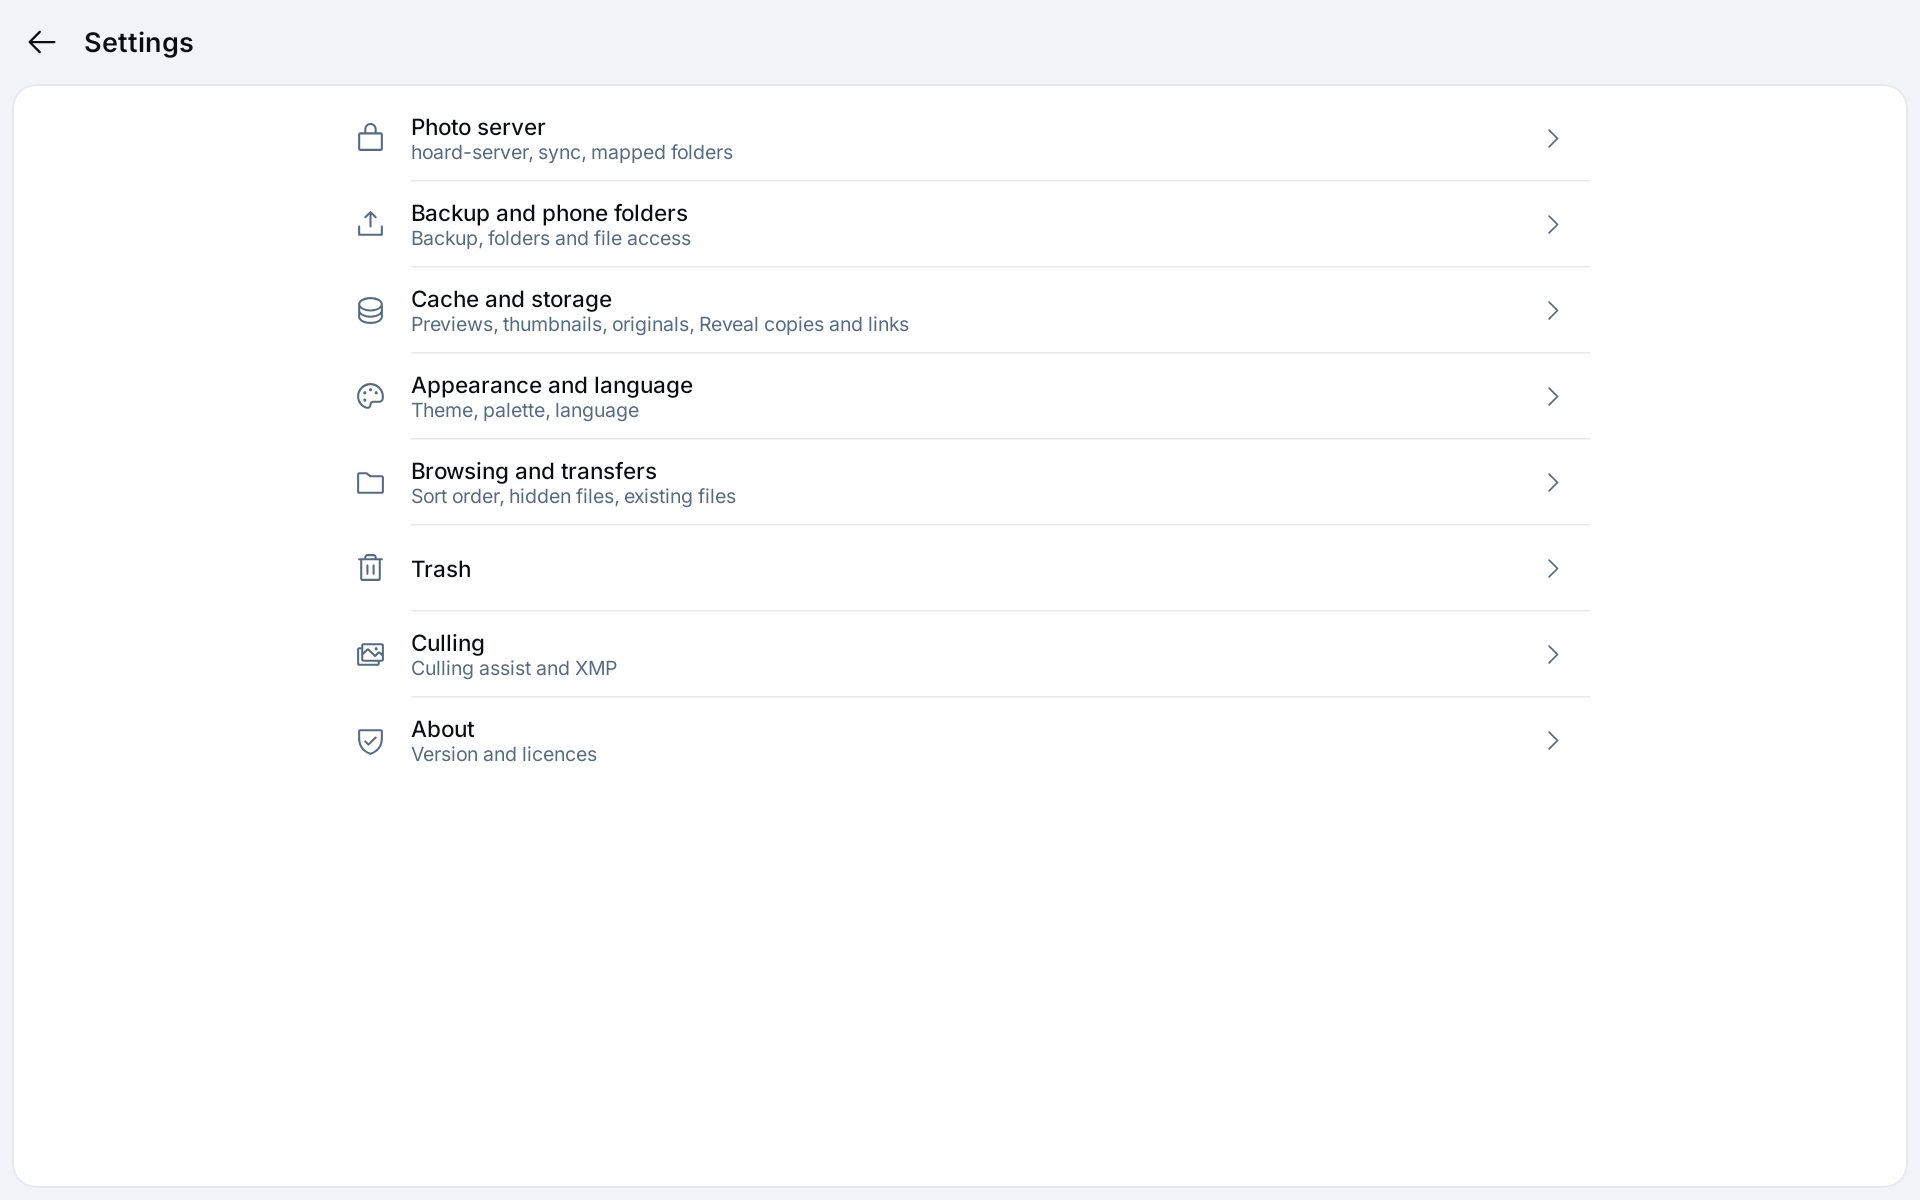 Settings
Photo server
hoard-server, sync, mapped folders
Backup and phone folders
Backup, folders and file access
Cache and storage
Previews, thumbnails, originals, Reveal copies and links
Appearance and language
Theme, palette, language
Browsing and transfers
Sort order, hidden files, existing files
Trash
Culling
Culling assist and XMP
About
Version and licences